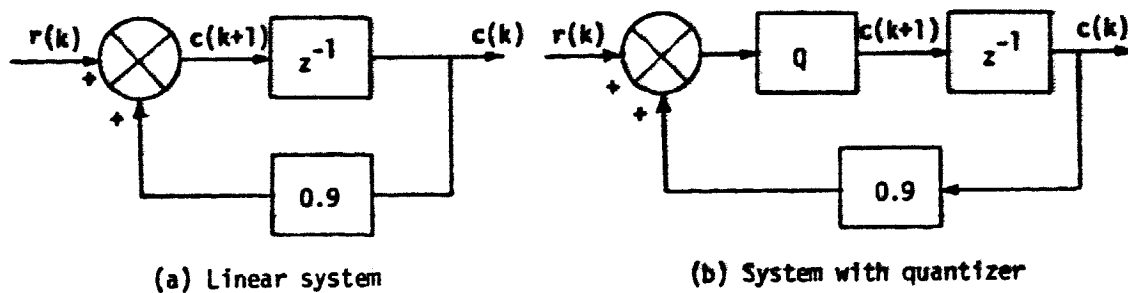 r(k)
+
+
c(k+1)
z⁻¹
c(k)
0.9
(a) Linear system
r(k)
+
+
Q
c(k+1)
z⁻¹
c(k)
0.9
(b) System with quantizer